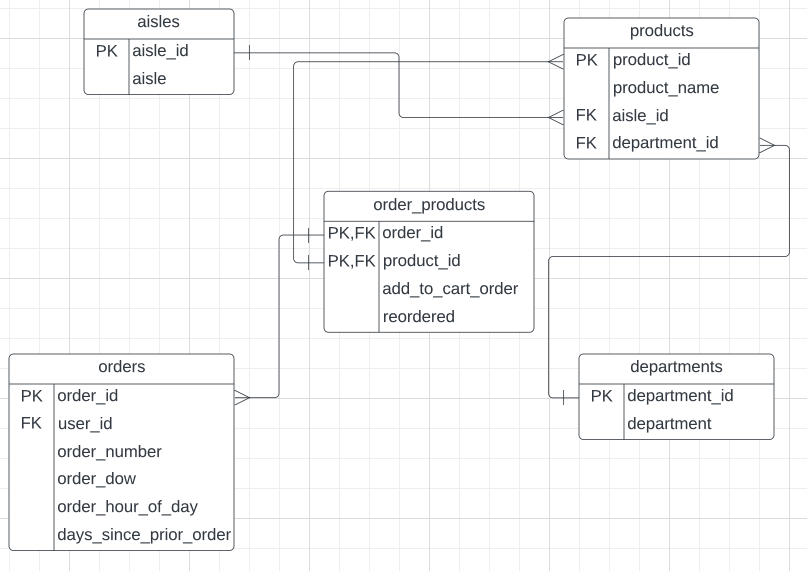 aisles
PK aisle_id
aisle
products
PK product_id
product_name
FK aisle_id
FK department_id
order_products
PK,FK order_id
PK,FK product_id
add_to_cart_order
reordered
orders
PK order_id
FK user_id
order_number
order_dow
order_hour_of_day
days_since_prior_order
departments
PK department_id
department